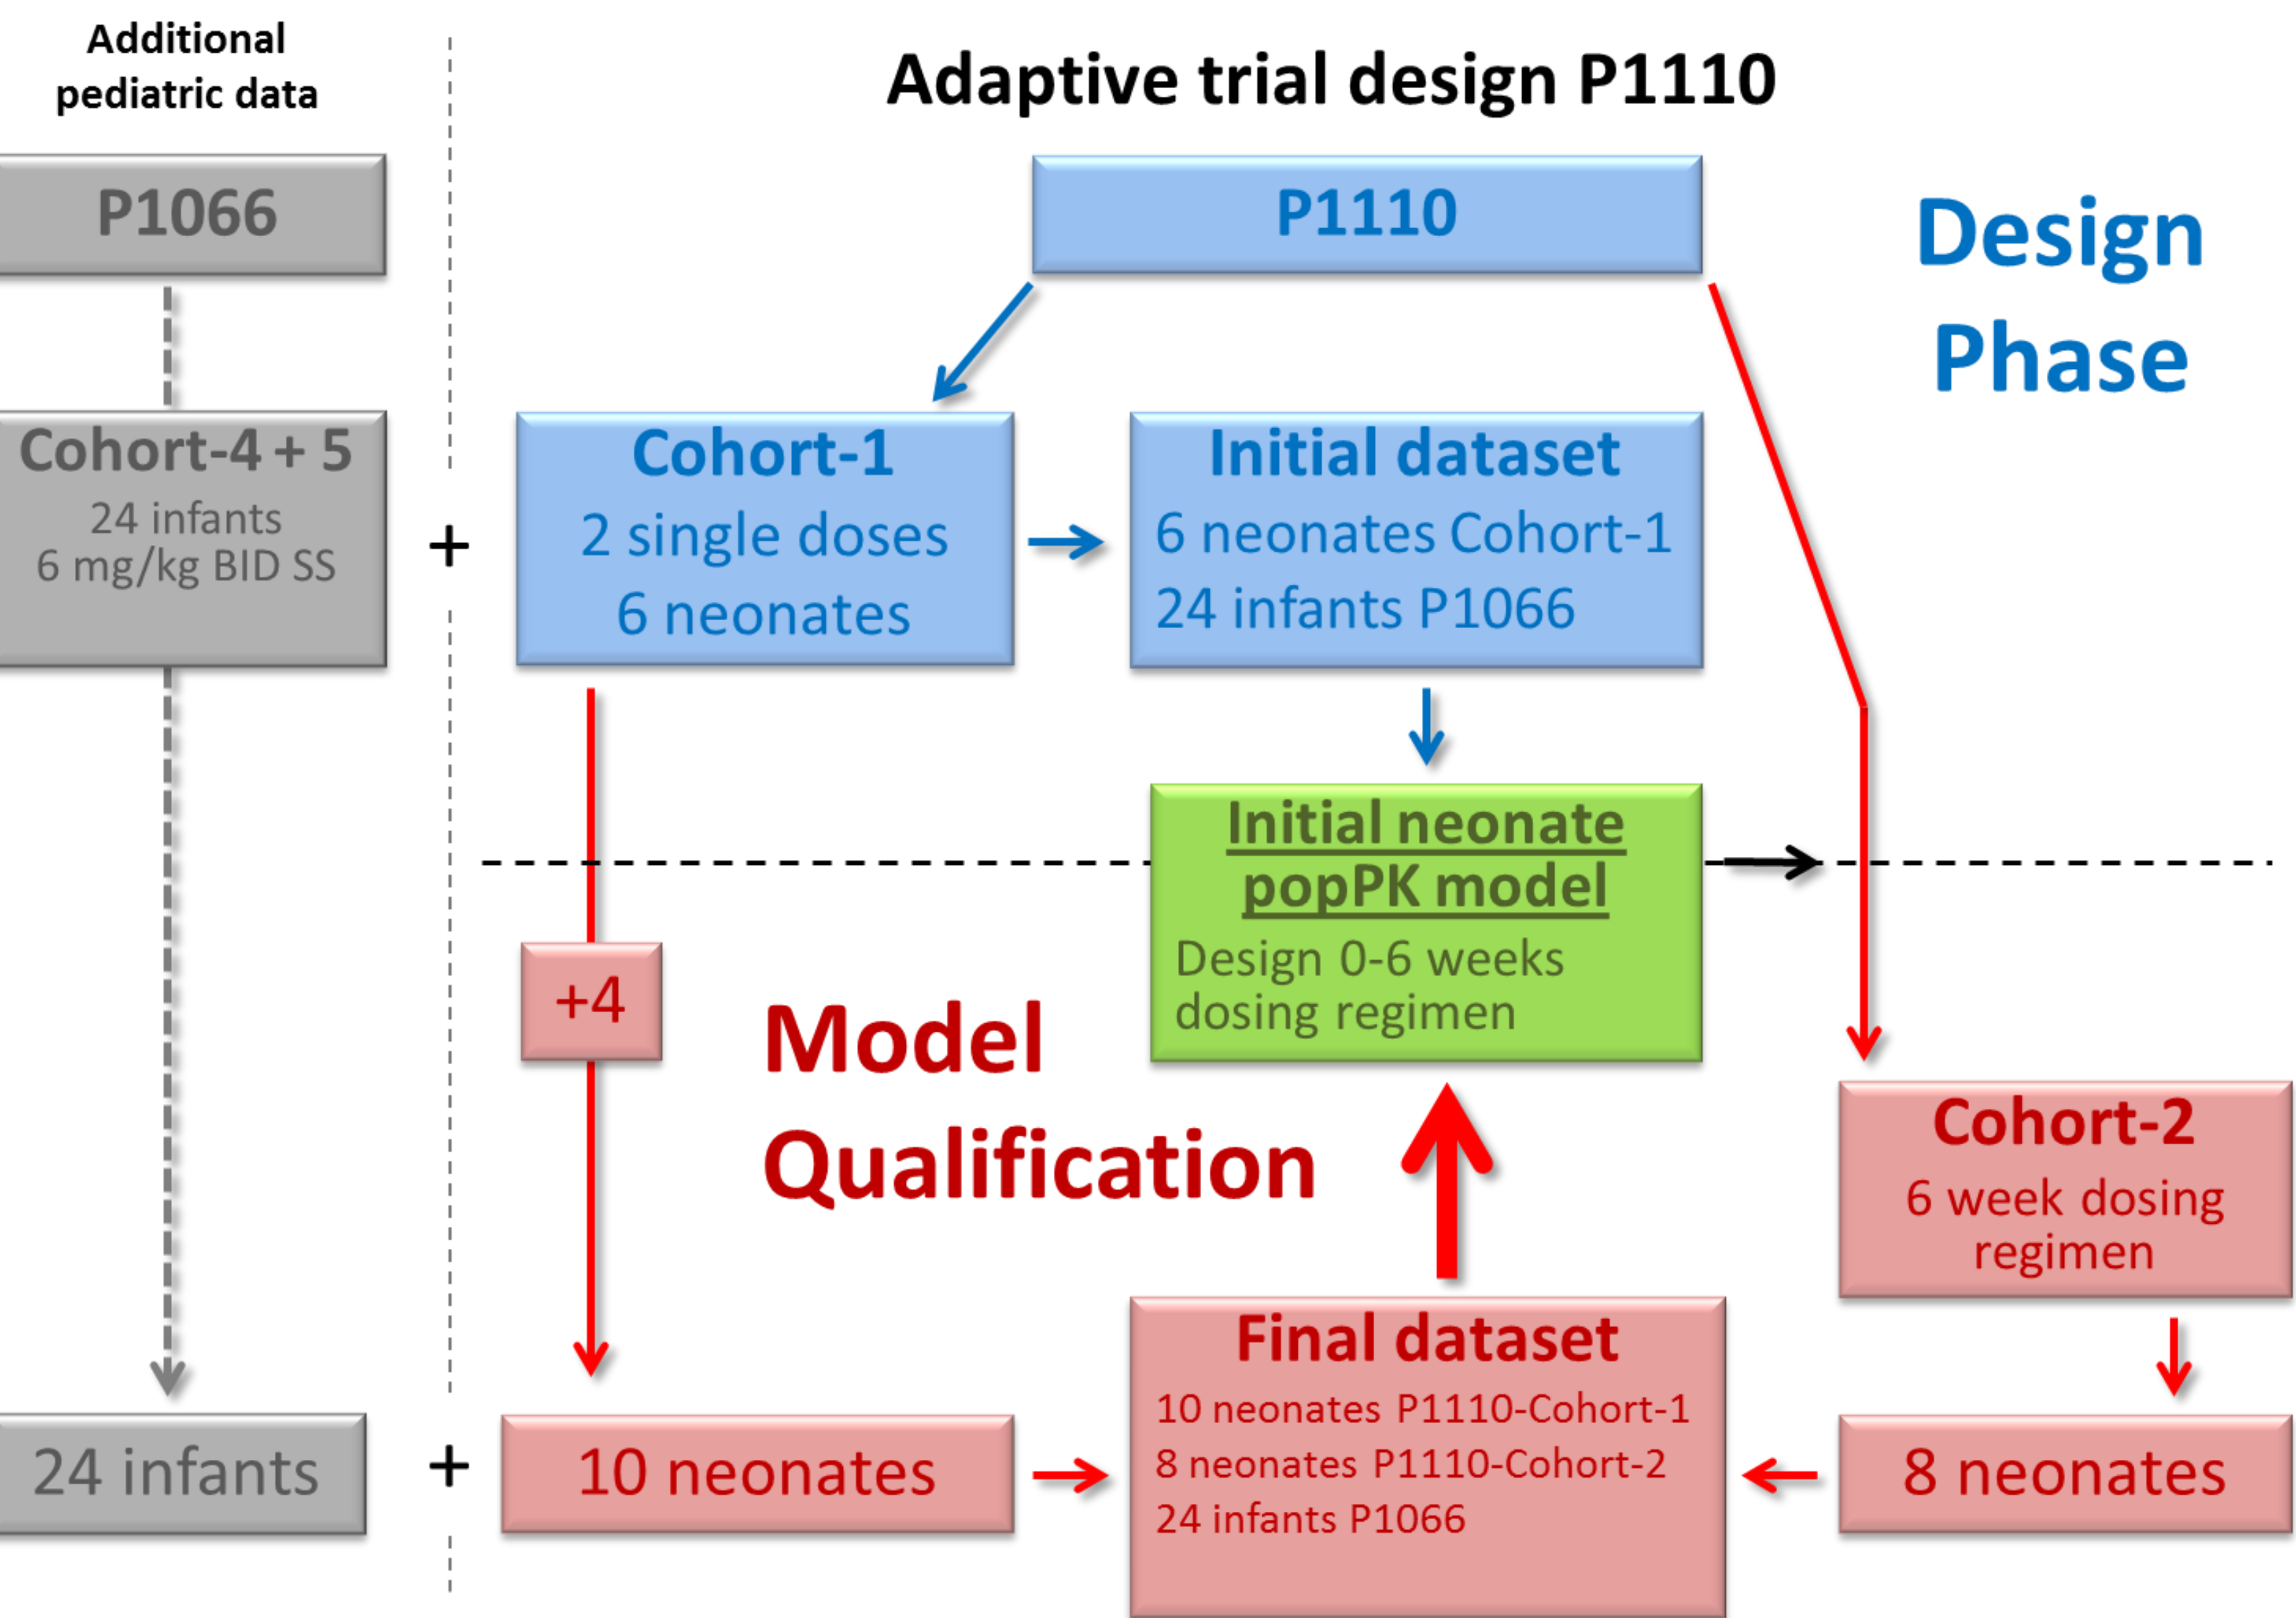 Additional
pediatric data
Adaptive trial design P1110
P1066
P1110
Design
Phase
Cohort-4 + 5
24 infants
6 mg/kg BID SS
+
Cohort-1
2 single doses
6 neonates
Initial dataset
6 neonates Cohort-1
24 infants P1066
Initial neonate
popPK model
Design 0-6 weeks
dosing regimen
+4
Model
Qualification
Cohort-2
6 week dosing
regimen
24 infants
+
10 neonates
Final dataset
10 neonates P1110-Cohort-1
8 neonates P1110-Cohort-2
24 infants P1066
8 neonates